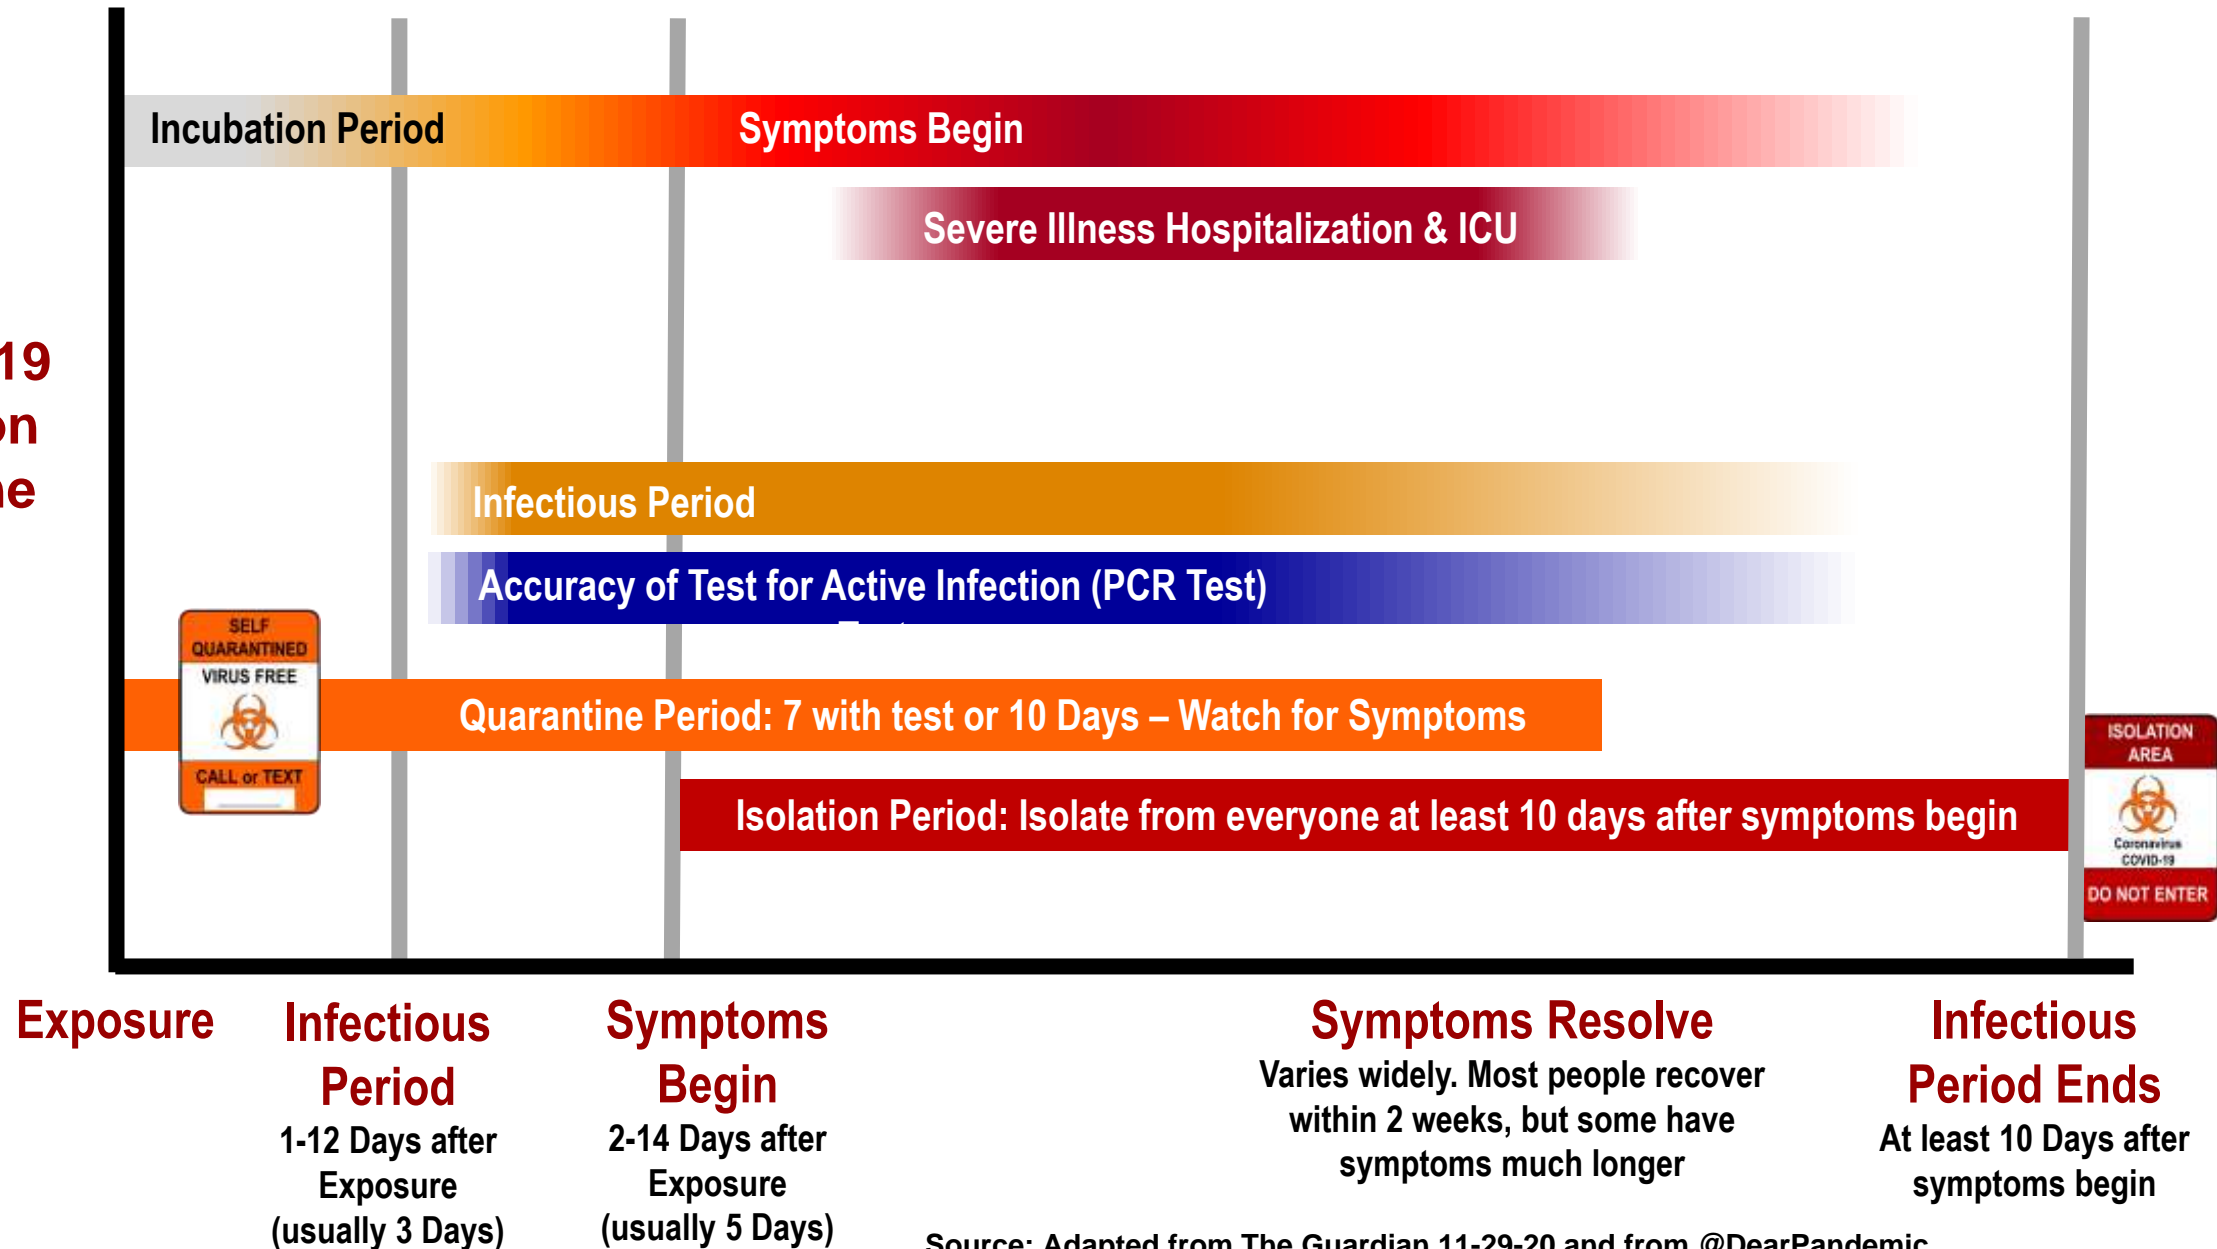 Incubation Period
Symptoms Begin
Severe Illness Hospitalization & ICU
19
on
Infectious Period
Accuracy of Test for Active Infection (PCR Test)
SELF
QUARANTINED
VIRUS FREE
CALL or TEXT
Quarantine Period: 7 with test or 10 Days – Watch for Symptoms
Isolation Period: Isolate from everyone at least 10 days after symptoms begin
ISOLATION
AREA
Coronavirus
COVID-19
DO NOT ENTER
Exposure
Infectious
Period
1-12 Days after
Exposure
(usually 3 Days)
Symptoms
Begin
2-14 Days after
Exposure
(usually 5 Days)
Symptoms Resolve
Varies widely. Most people recover
within 2 weeks, but some have
symptoms much longer
Infectious
Period Ends
At least 10 Days after
symptoms begin
Source: Adapted from The Guardian 11-29-20 and from @DearPandemic